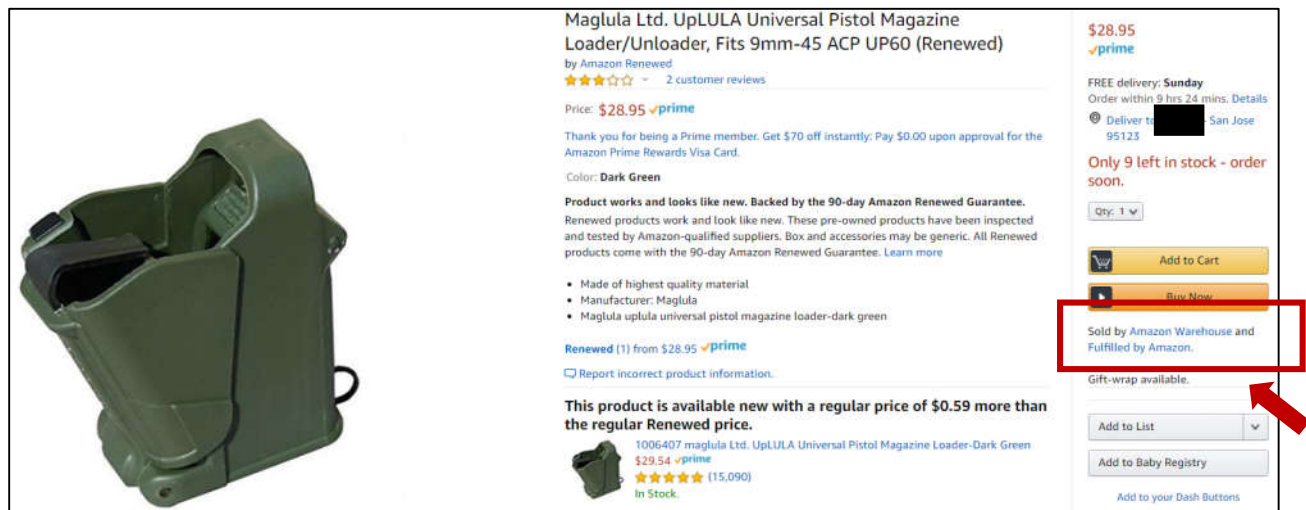 Maglula Ltd. UpLULA Universal Pistol Magazine
Loader/Unloader, Fits 9mm-45 ACP UP60 (Renewed)
by Amazon Renewed
2 customer reviews
Price: $28.95 prime
Thank you for being a Prime member. Get $70 off instantly: Pay $0.00 upon approval for the
Amazon Prime Rewards Visa Card.
Color: Dark Green
Product works and looks like new. Backed by the 90-day Amazon Renewed Guarantee.
Renewed products work and look like new. These pre-owned products have been inspected
and tested by Amazon-qualified suppliers. Box and accessories may be generic. All Renewed
products come with the 90-day Amazon Renewed Guarantee. Learn more
• Made of highest quality material
• Manufacturer: Maglula
• Maglula uplula universal pistol magazine loader-dark green
Renewed (1) from $28.95 prime
Report incorrect product information.
This product is available new with a regular price of $0.59 more than
the regular Renewed price.
1006407 maglula Ltd. UpLULA Universal Pistol Magazine Loader-Dark Green
$29.54 prime
(15,090)
In Stock.
$28.95
prime
FREE delivery: Sunday
Order within 9 hrs 24 mins. Details
Deliver to - San Jose
95123
Only 9 left in stock - order
soon.
Qty: 1
Add to Cart
Buy Now
Sold by Amazon Warehouse and
Fulfilled by Amazon.
Gift-wrap available.
Add to List
Add to Baby Registry
Add to your Dash Buttons